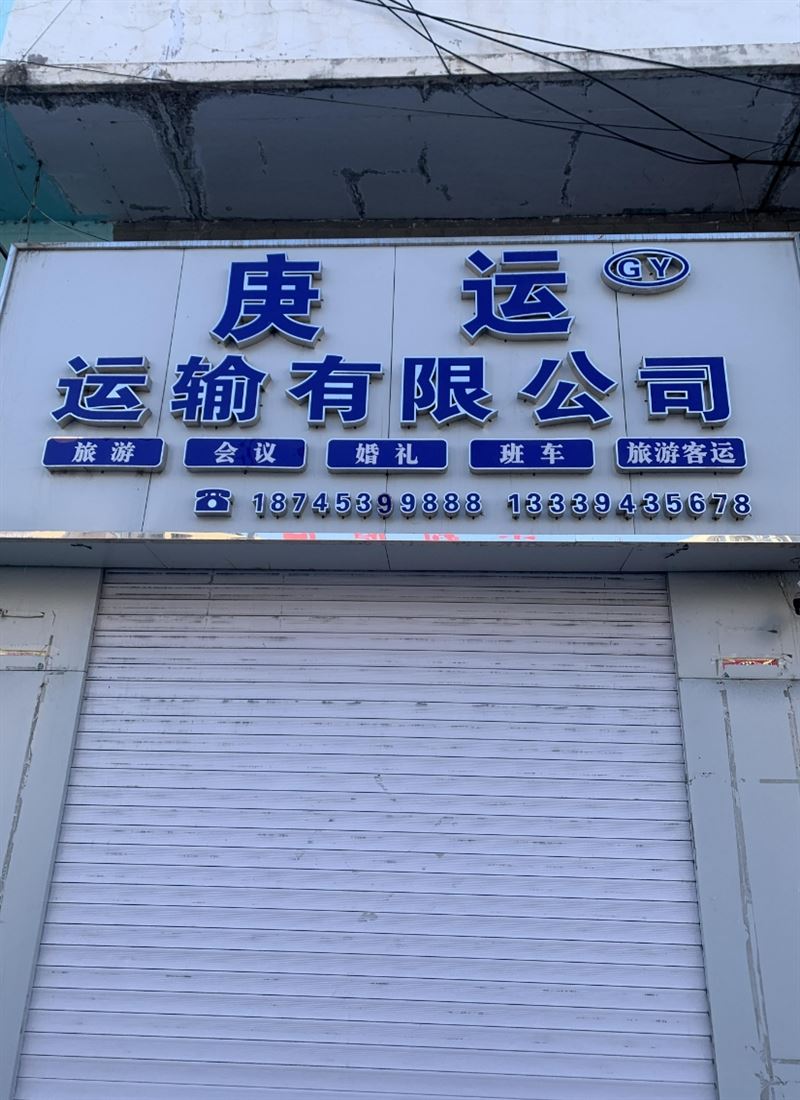 庚运 GY
运输有限公司
旅游 会议 婚礼 班车 旅游客运
☎ 18745399888 13339435678